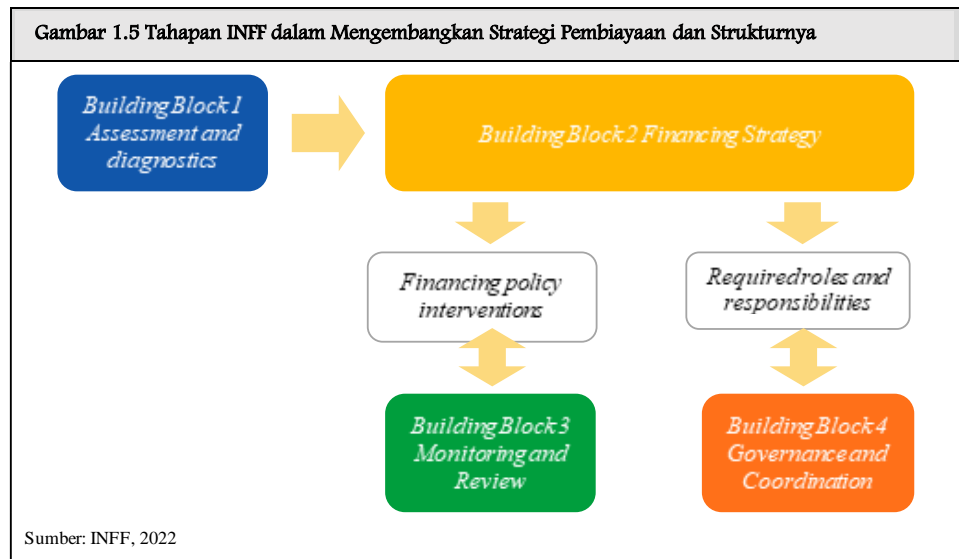 Gambar 1.5 Tahapan INFF dalam Mengembangkan Strategi Pembiayaan dan Strukturnya
Building Block 1
Assessment and
diagnostics
Building Block 2 Financing Strategy
Financing policy
interventions
Required roles and
responsibilities
Building Block 3
Monitoring and
Review
Building Block 4
Governance and
Coordination
Sumber: INFF, 2022